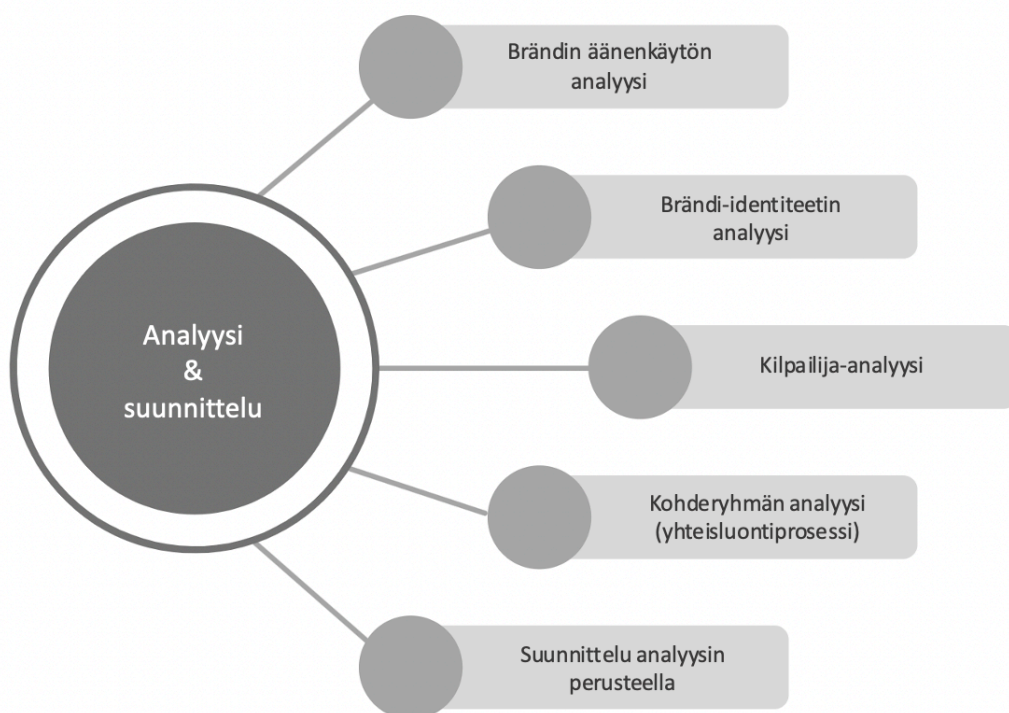 Brändin äänenkäytön
analyysi
Brändi-identiteetin
analyysi
Analyysi
&
suunnittelu
Kilpailija-analyysi
Kohderyhmän analyysi
(yhteisluontiprosessi)
Suunnittelu analyysin
perusteella